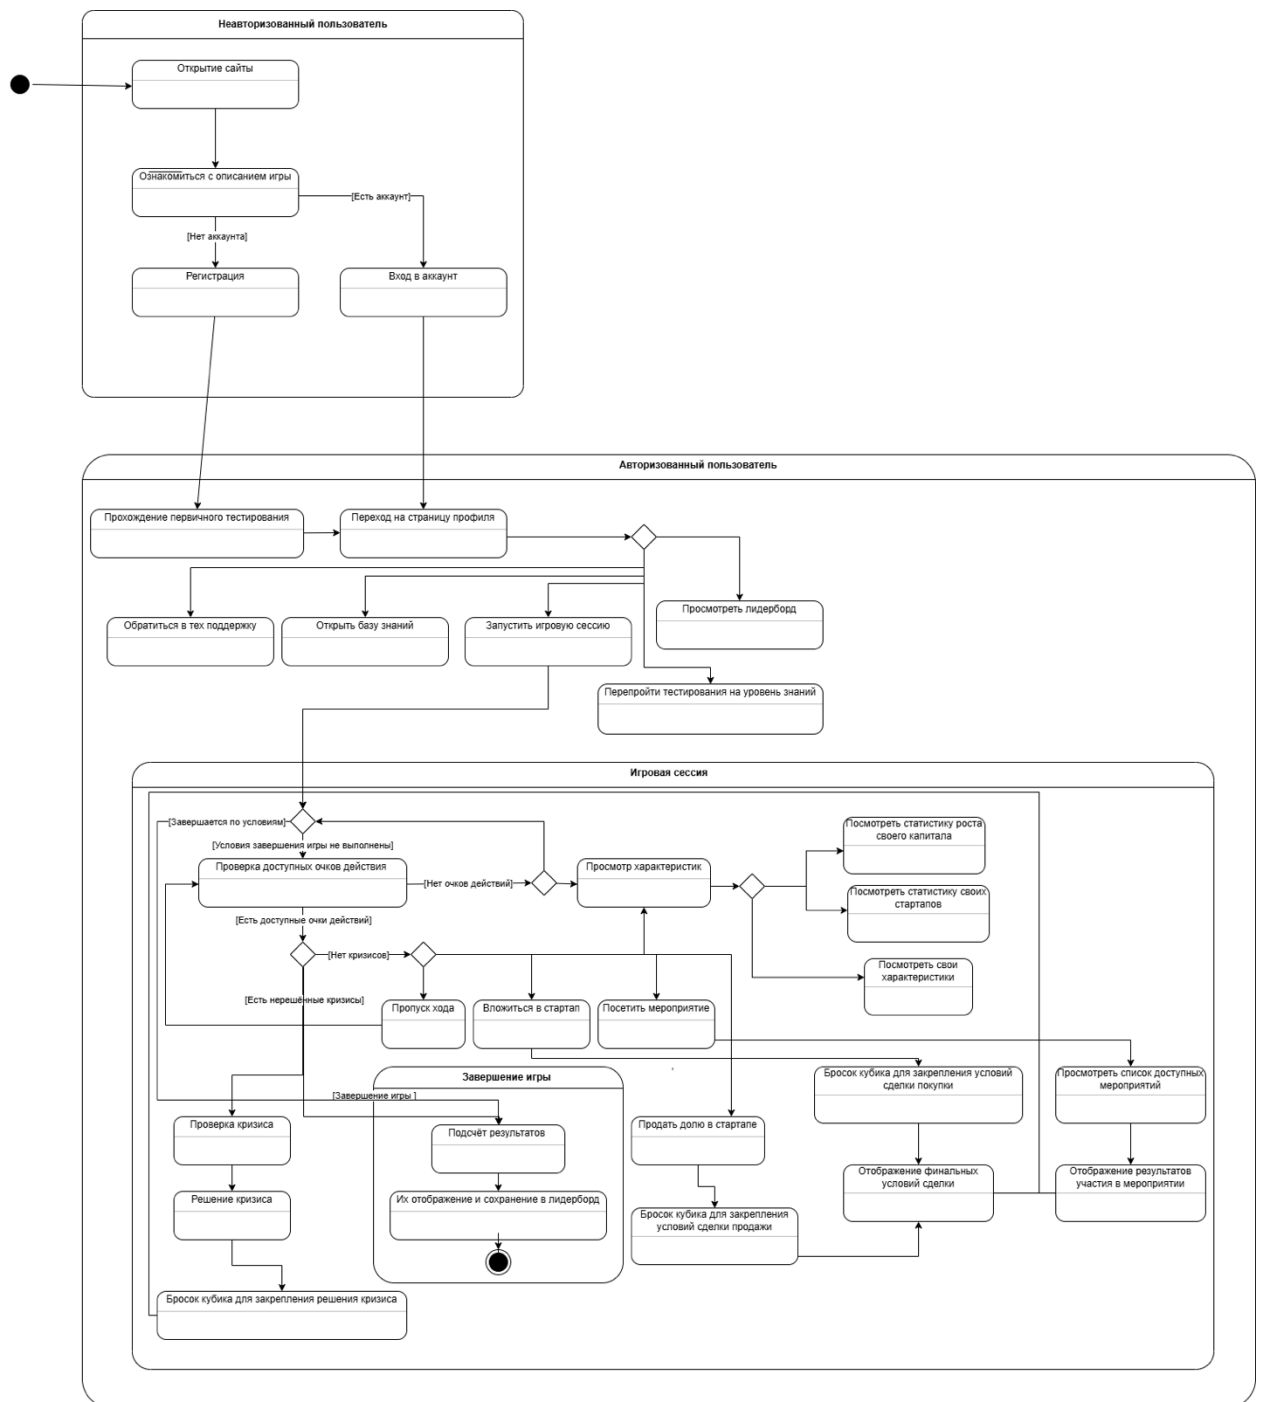 Неавторизованный пользователь
Открытие сайты
Ознакомиться с описанием игры
[Есть аккаунт]
[Нет аккаунта]
Регистрация
Вход в аккаунт
Авторизованный пользователь
Прохождение первичного тестирования
Переход на страницу профиля
Просмотреть лидерборд
Обратиться в тех поддержку
Открыть базу знаний
Запустить игровую сессию
Перепройти тестирования на уровень знаний
Игровая сессия
[Завершается по условиям]
[Условия завершения игры не выполнены]
Посмотреть статистику роста
своего капитала
Проверка доступных очков действия
[Нет очков действий]
Просмотр характеристик
Посмотреть статистику своих
стартапов
[Есть доступные очки действий]
[Нет кризисов]
Посмотреть свои
характеристики
[Есть нерешённые кризисы]
Пропуск хода
Вложиться в стартап
Посетить мероприятие
Завершение игры
Бросок кубика для закрепления условий
сделки покупки
Просмотреть список доступных
мероприятий
[Завершение игры ]
Проверка кризиса
Подсчёт результатов
Продать долю в стартапе
Решение кризиса
Их отображение и сохранение в лидерборд
Отображение финальных
условий сделки
Отображение результатов
участия в мероприятии
Бросок кубика для закрепления
условий сделки продажи
Бросок кубика для закрепления решения кризиса